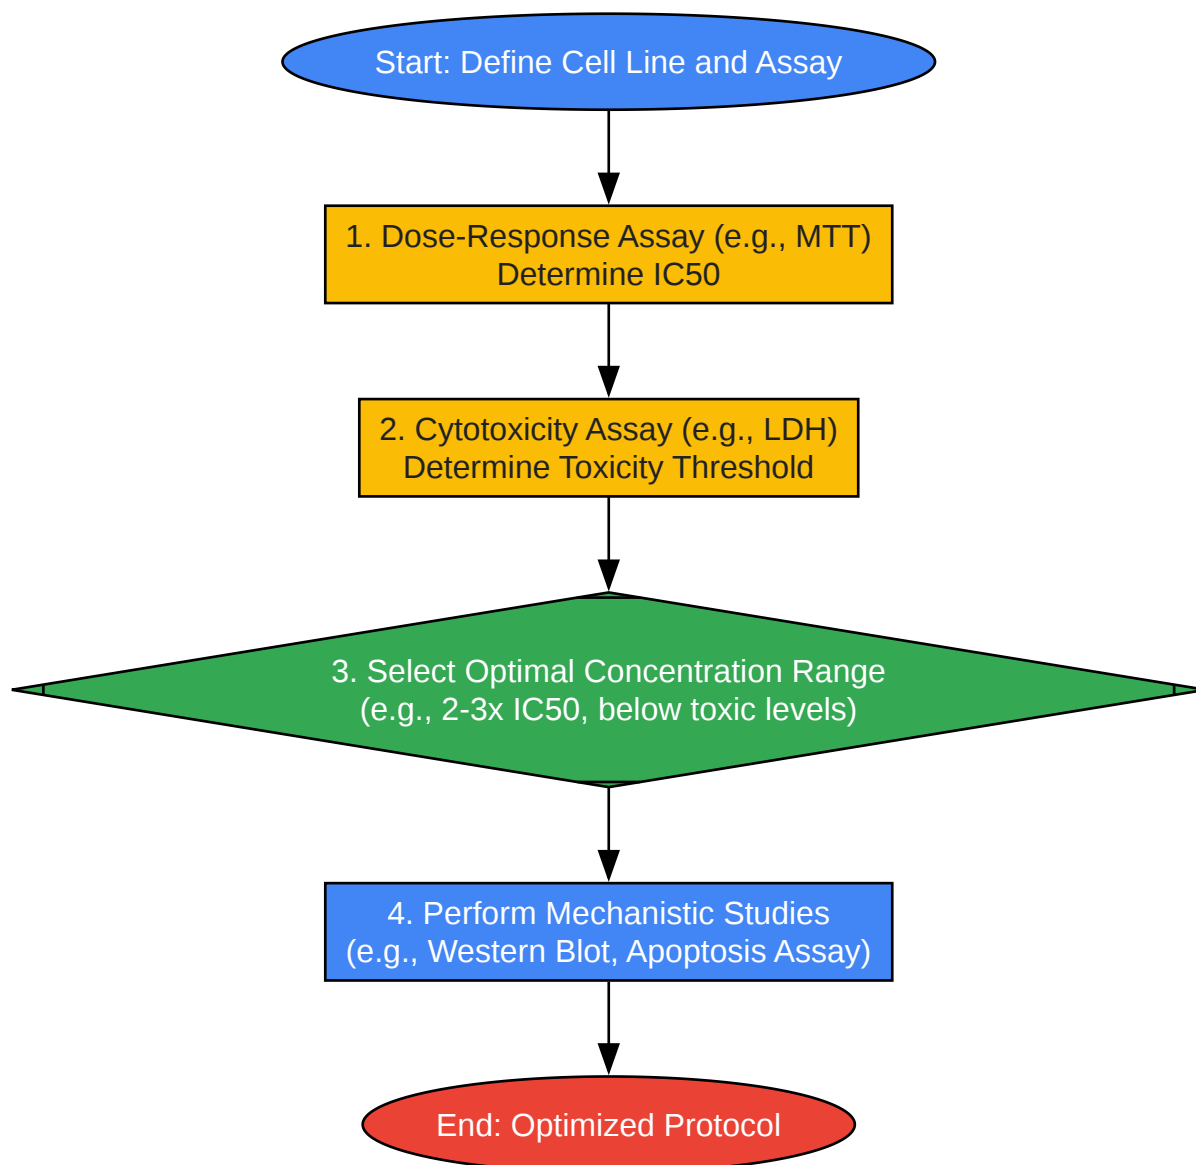 Start: Define Cell Line and Assay
1. Dose-Response Assay (e.g., MTT)
Determine IC50
2. Cytotoxicity Assay (e.g., LDH)
Determine Toxicity Threshold
3. Select Optimal Concentration Range
(e.g., 2-3x IC50, below toxic levels)
4. Perform Mechanistic Studies
(e.g., Western Blot, Apoptosis Assay)
End: Optimized Protocol